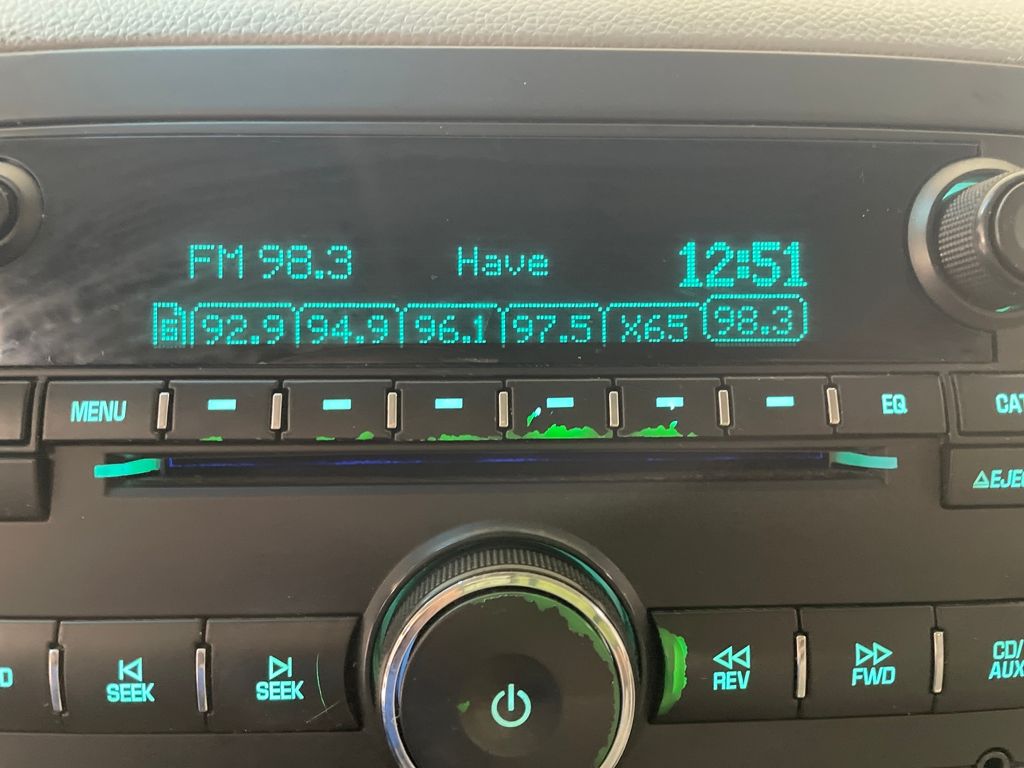 FM 98.3 Have 12:51
92.9 94.9 96.1 97.5 X65 98.3
MENU EQ
SEEK SEEK REV FWD CD/